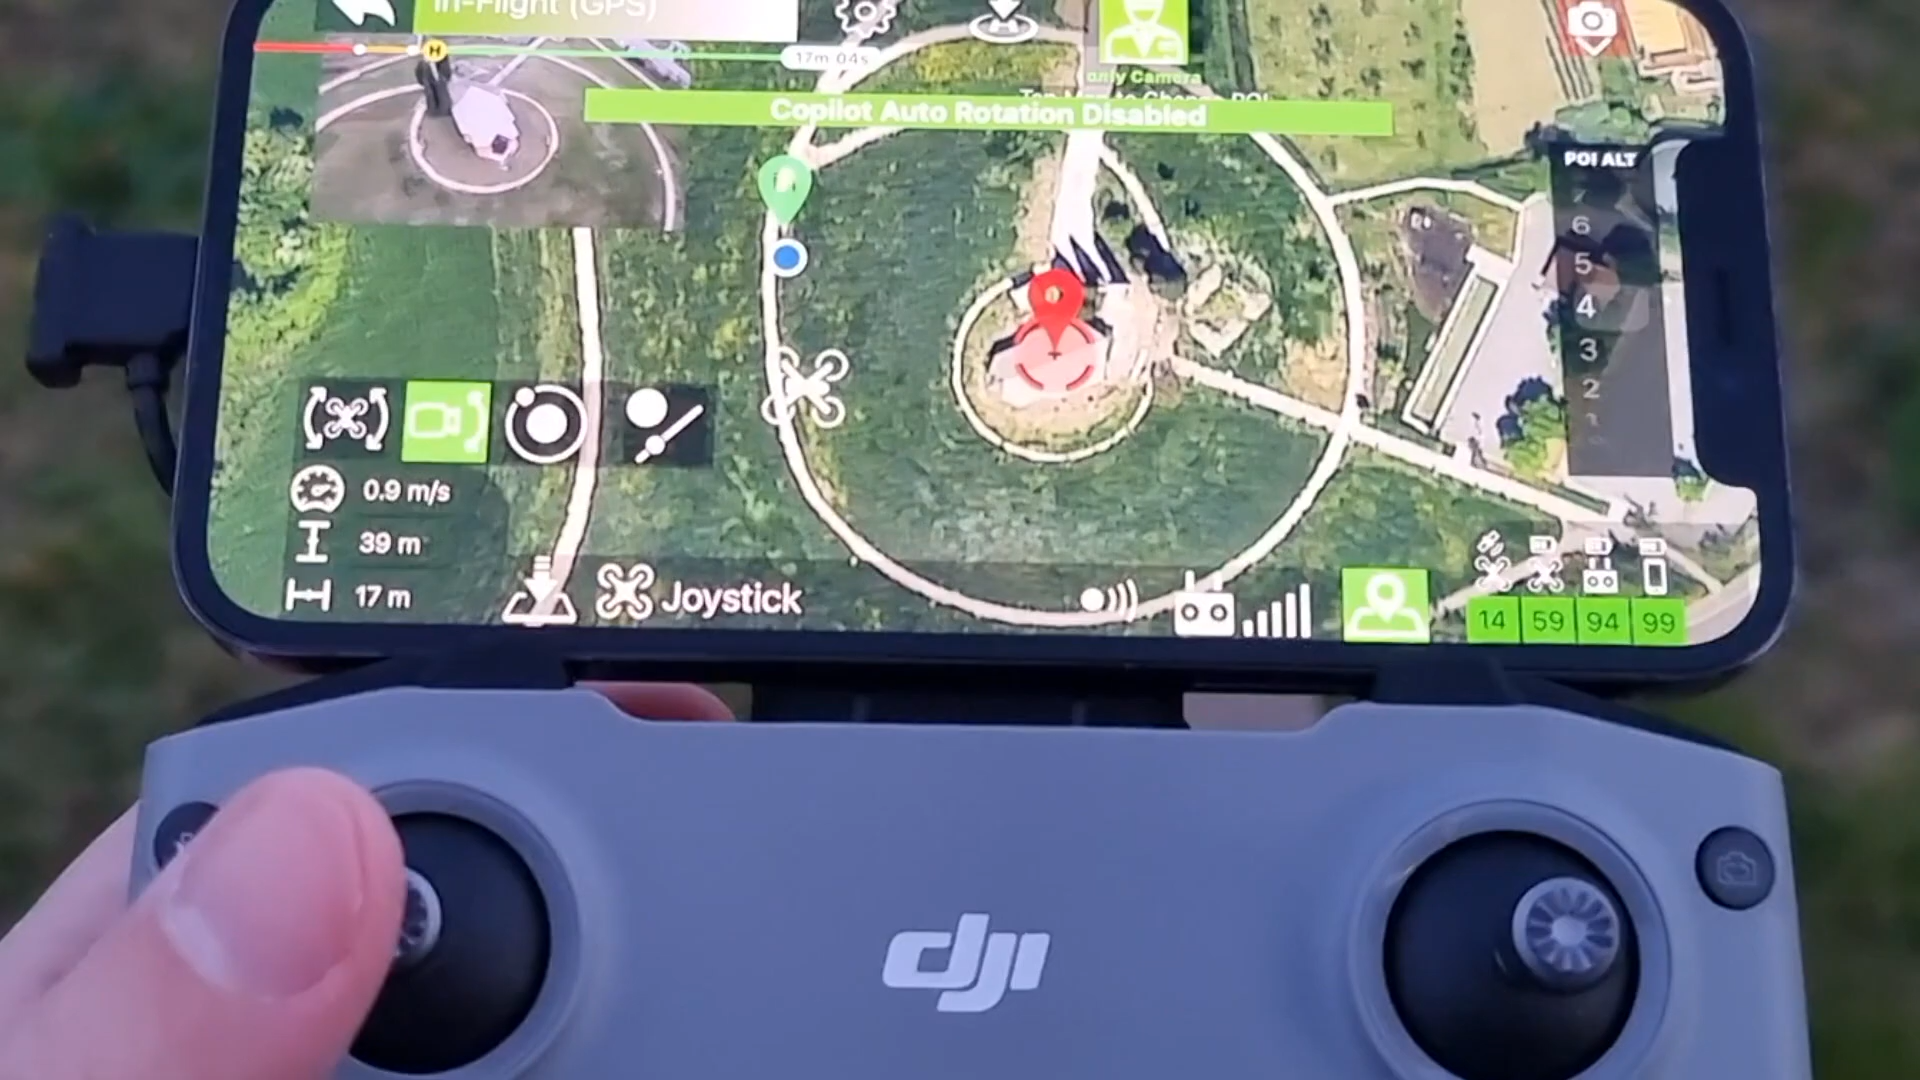 In-Flight (GPS)
H
17m 04s
only Camera
Copilot Auto Rotation Disabled
POI ALT
7
6
5
4
3
2
0.9 m/s
39 m
17 m
Joystick
14 59 94 99
dji